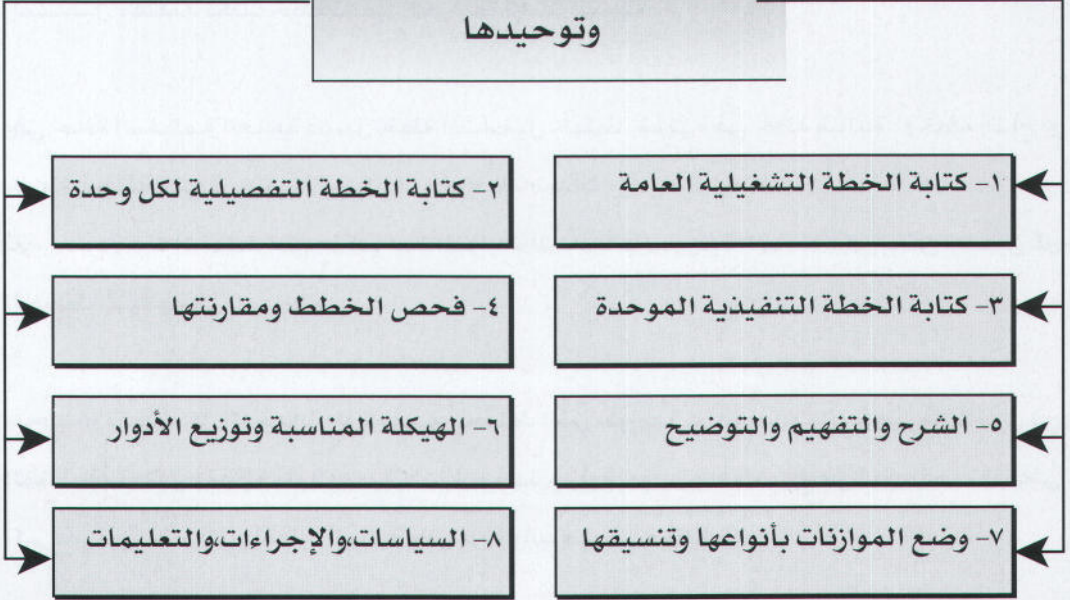 وتوحيدها
١- كتابة الخطة التشغيلية العامة
٢- كتابة الخطة التفصيلية لكل وحدة
٣- كتابة الخطة التنفيذية الموحدة
٤- فحص الخطط ومقارنتها
٥- الشرح والتفهيم والتوضيح
٦- الهيكلة المناسبة وتوزيع الأدوار
٧- وضع الموازنات بأنواعها وتنسيقها
٨- السياسات،والإجراءات،والتعليمات